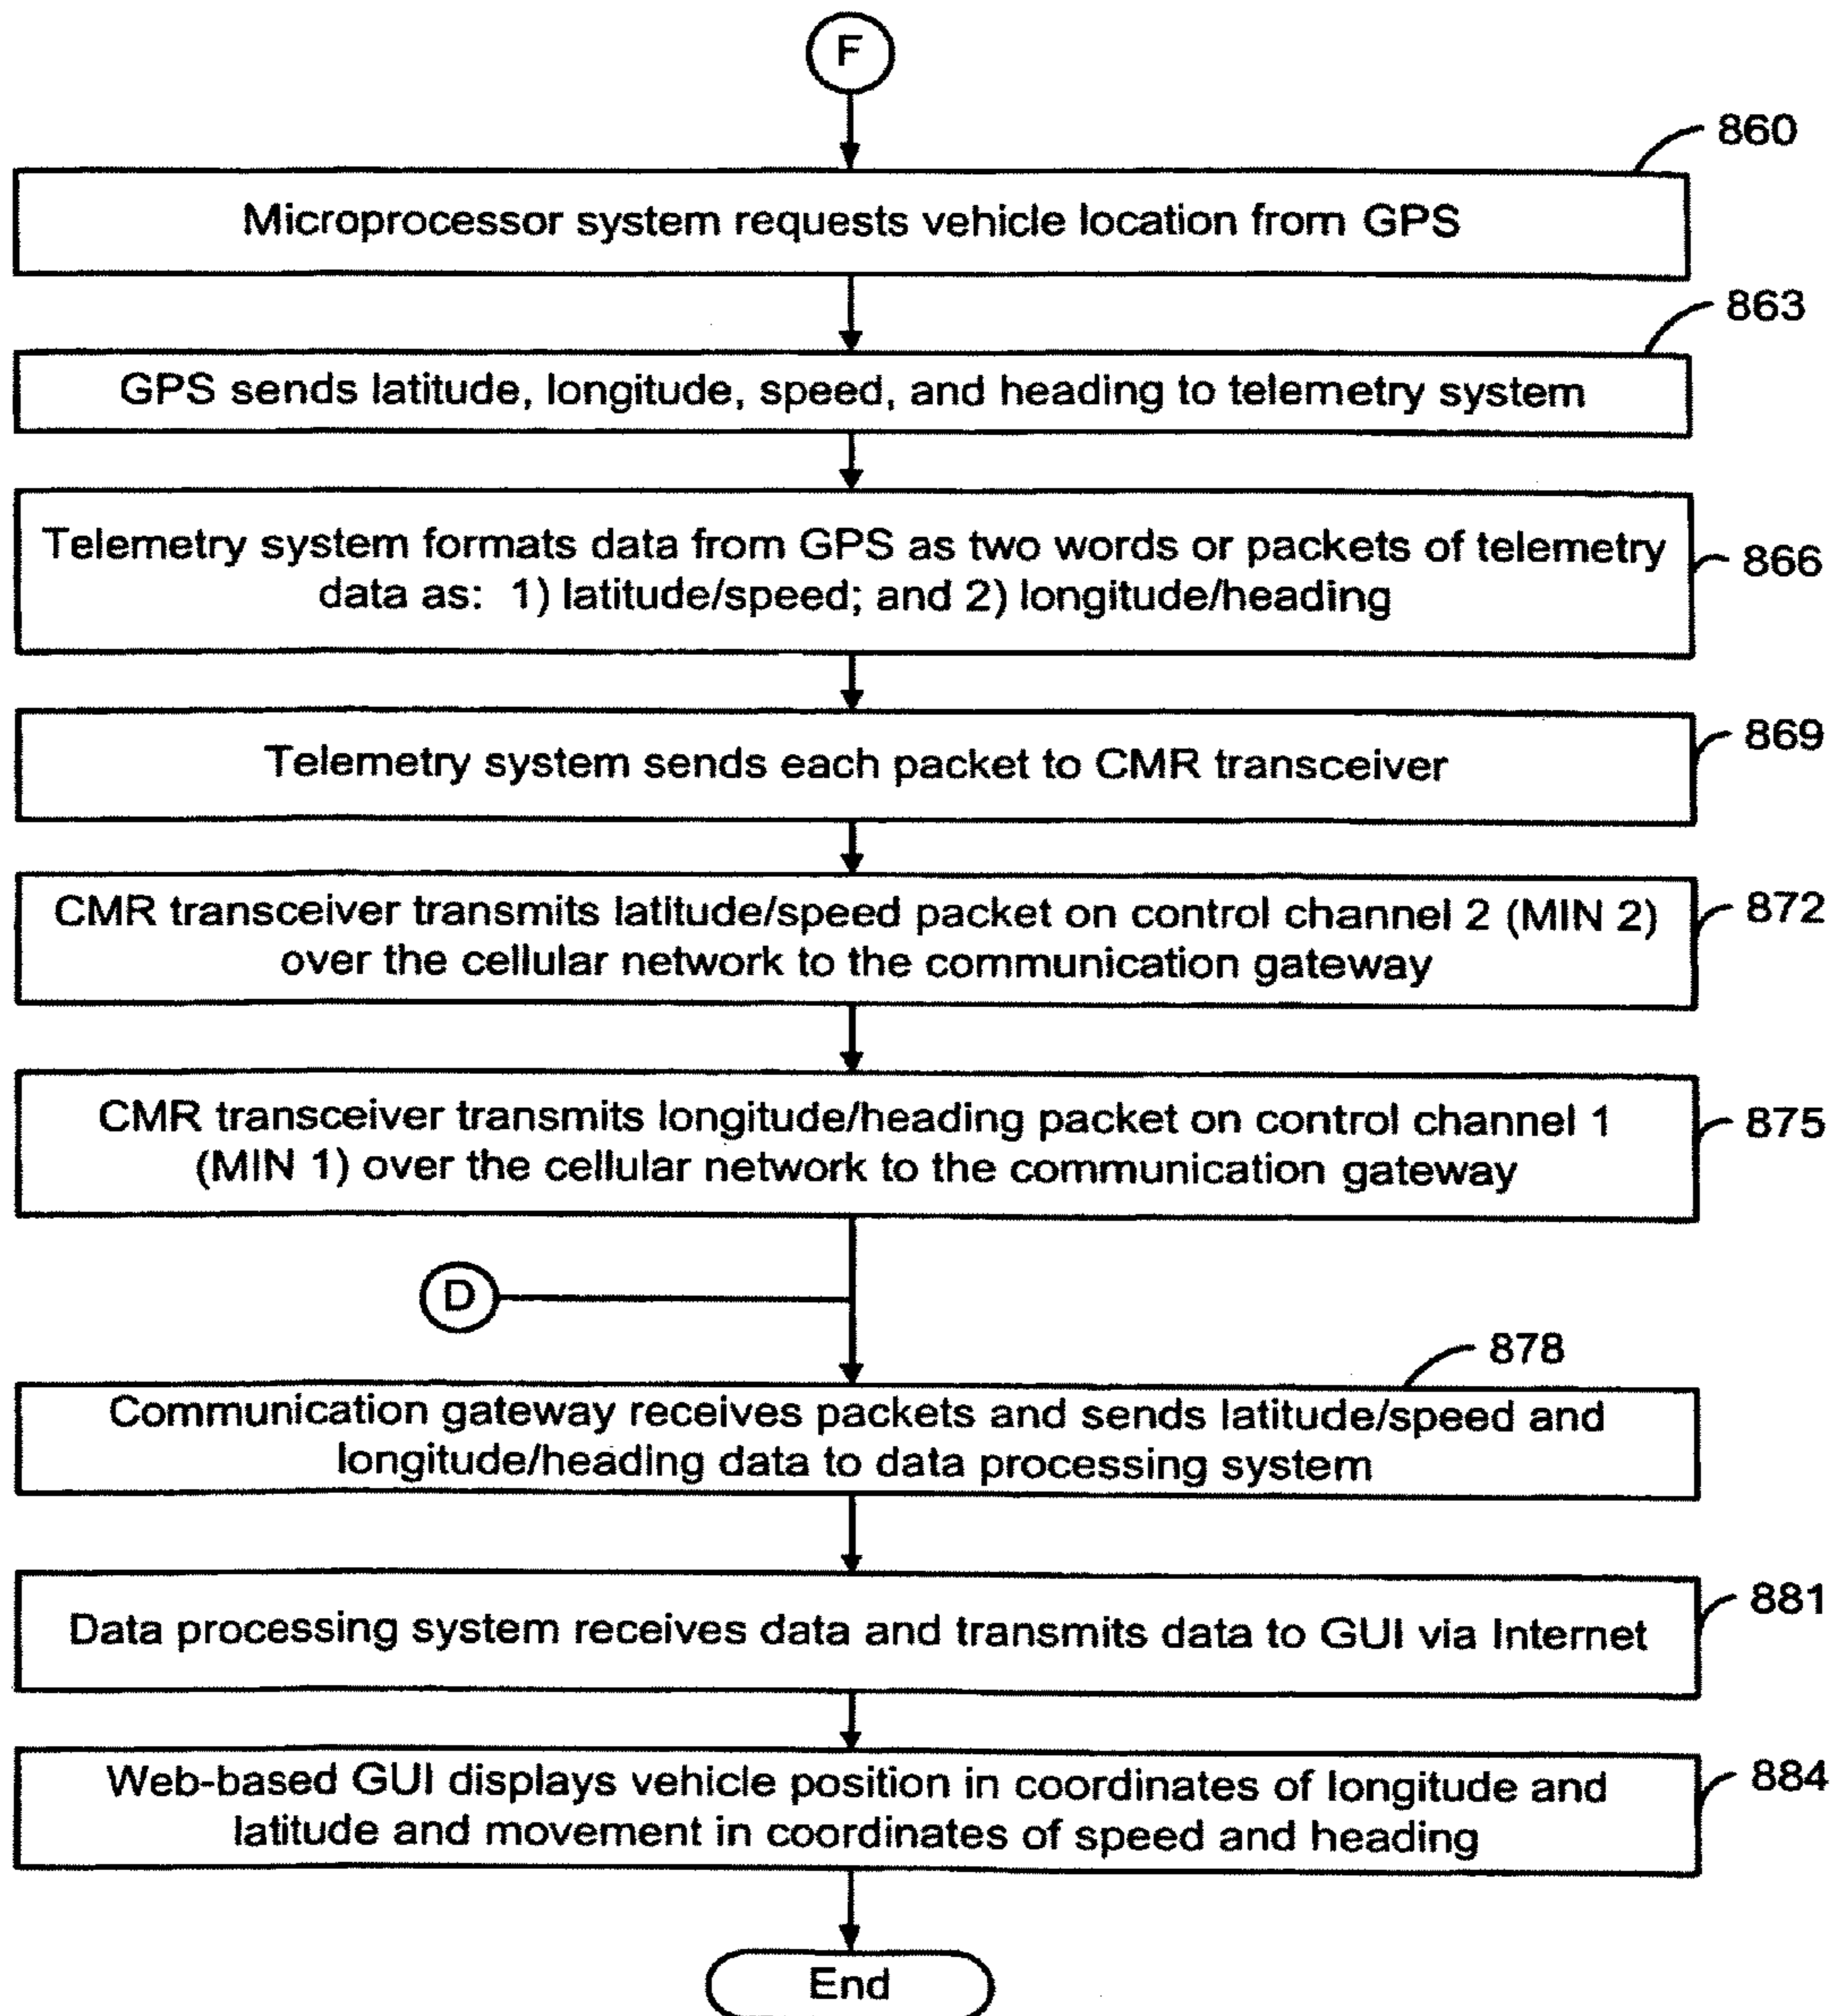 F
860
Microprocessor system requests vehicle location from GPS
863
GPS sends latitude, longitude, speed, and heading to telemetry system
Telemetry system formats data from GPS as two words or packets of telemetry
data as: 1) latitude/speed; and 2) longitude/heading
866
Telemetry system sends each packet to CMR transceiver
869
CMR transceiver transmits latitude/speed packet on control channel 2 (MIN 2)
over the cellular network to the communication gateway
872
CMR transceiver transmits longitude/heading packet on control channel 1
(MIN 1) over the cellular network to the communication gateway
875
D
878
Communication gateway receives packets and sends latitude/speed and
longitude/heading data to data processing system
Data processing system receives data and transmits data to GUI via Internet
881
Web-based GUI displays vehicle position in coordinates of longitude and
latitude and movement in coordinates of speed and heading
884
End